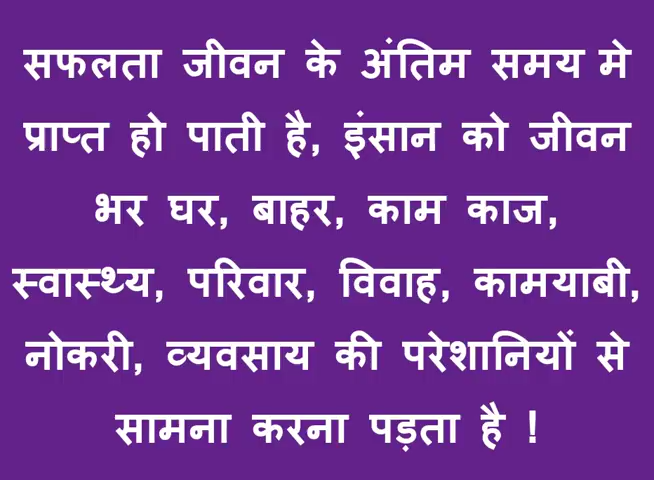 सफलता जीवन के अंतिम समय मे
प्राप्त हो पाती है, इंसान को जीवन
भर घर, बाहर, काम काज,
स्वास्थ्य, परिवार, विवाह, कामयाबी,
नोकरी, व्यवसाय की परेशानियों से
सामना करना पड़ता है !